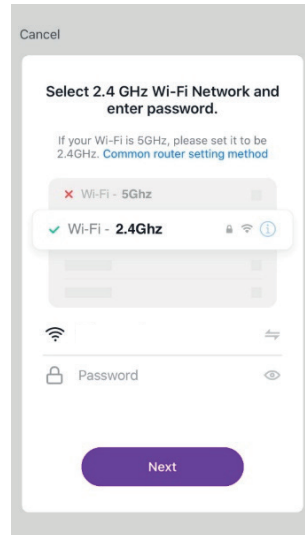 Cancel
Select 2.4 GHz Wi-Fi Network and
enter password.
If your Wi-Fi is 5GHz, please set it to be
2.4GHz. Common router setting method
Wi-Fi - 5Ghz
Wi-Fi - 2.4Ghz
Password
Next